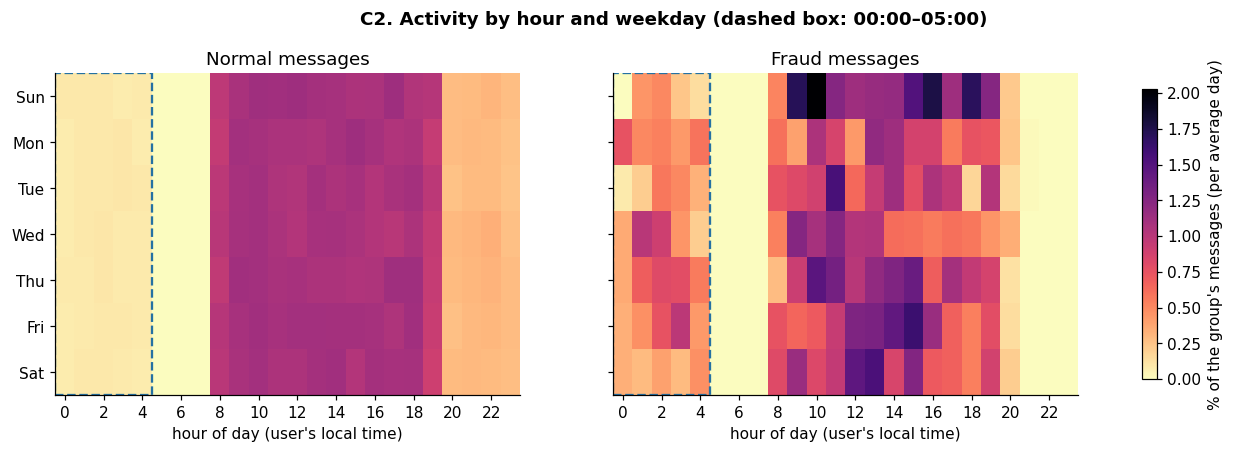 C2. Activity by hour and weekday (dashed box: 00:00–05:00)
Normal messages
Fraud messages
Sun
Mon
Tue
Wed
Thu
Fri
Sat
0 2 4 6 8 10 12 14 16 18 20 22
hour of day (user's local time)
0 2 4 6 8 10 12 14 16 18 20 22
hour of day (user's local time)
2.00
1.75
1.50
1.25
1.00
0.75
0.50
0.25
0.00
% of the group's messages (per average day)